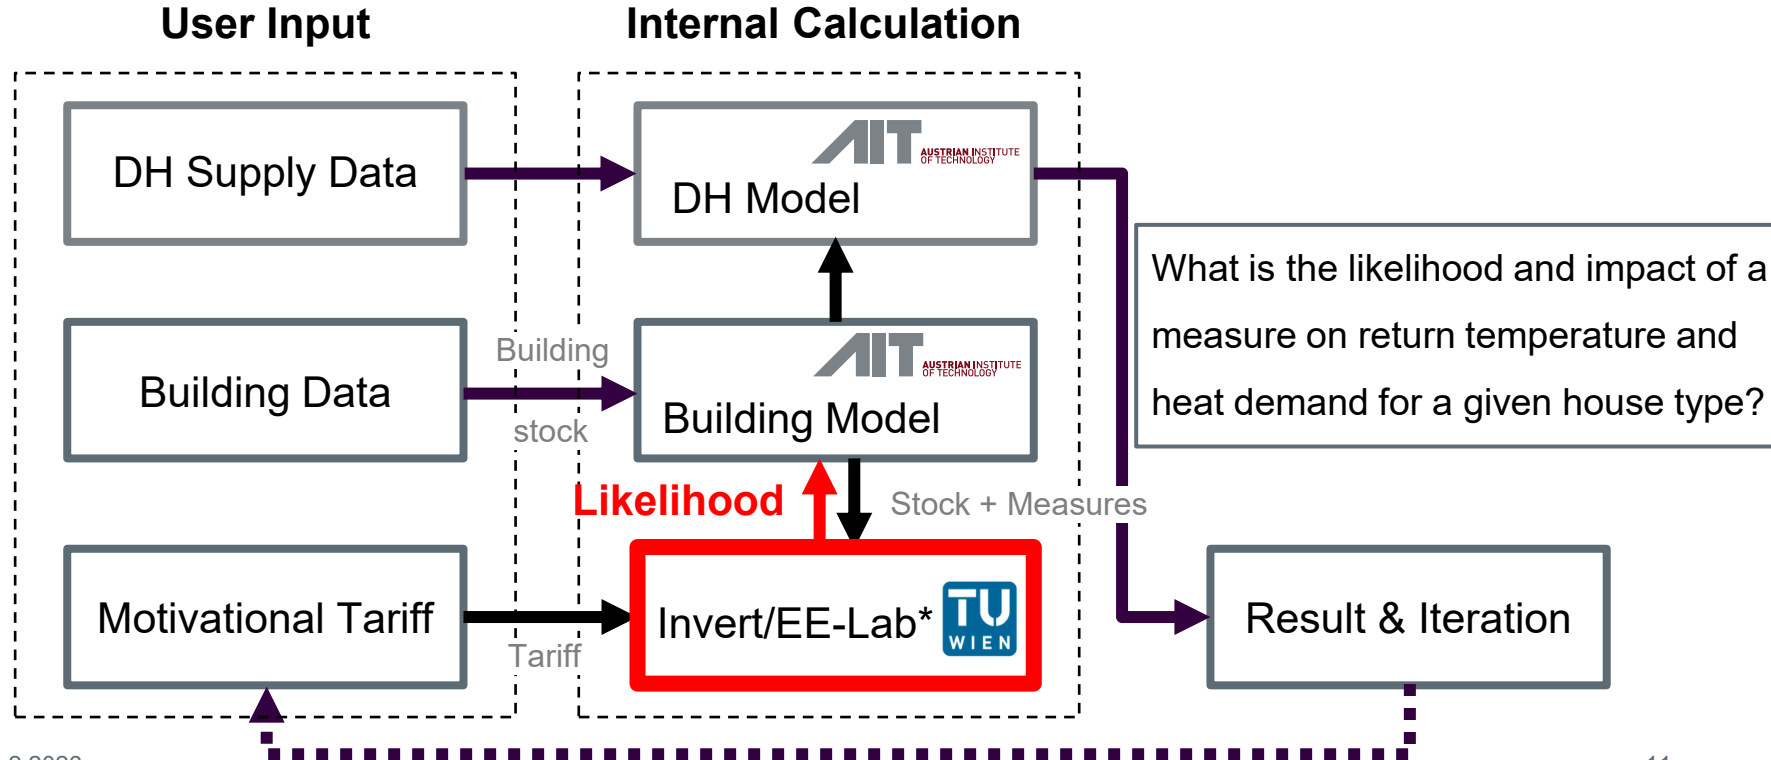 User Input
Internal Calculation
DH Supply Data
AIT
AUSTRIAN INSTITUTE
OF TECHNOLOGY
DH Model
What is the likelihood and impact of a
measure on return temperature and
heat demand for a given house type?
Building Data
Building
stock
AIT
AUSTRIAN INSTITUTE
OF TECHNOLOGY
Building Model
Likelihood
Stock + Measures
Motivational Tariff
Tariff
Invert/EE-Lab*
TU
WIEN
Result & Iteration